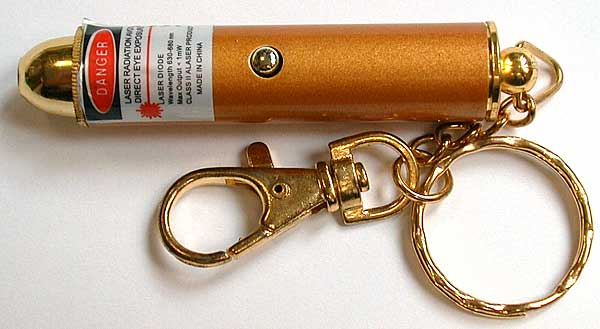 DANGER
LASER RADIATION AVOID
DIRECT EYE EXPOSURE
LASER DIODE
Wavelength 630-680 nm
Max Output < 1mW
CLASS II ALASER PRODUCT
MADE IN CHINA